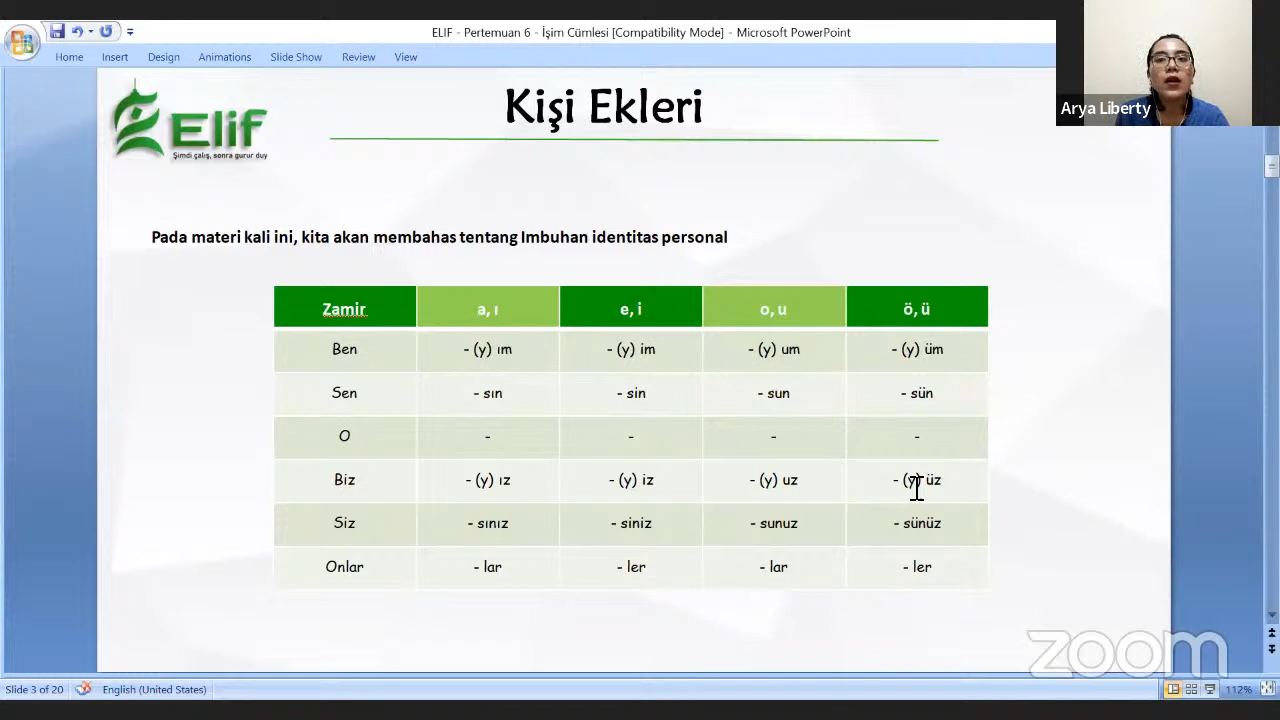 ELIF - Pertemuan 6 - İşim Cümlesi [Compatibility Mode] - Microsoft PowerPoint
Home Insert Design Animations Slide Show Review View
Arya Liberty
Elif
Şimdi çalış, sonra gurur duy
Kişi Ekleri
Pada materi kali ini, kita akan membahas tentang Imbuhan identitas personal
Zamir a, ı e, i o, u ö, ü
Ben - (y) ım - (y) im - (y) um - (y) üm
Sen - sın - sin - sun - sün
O - - - -
Biz - (y) ız - (y) iz - (y) uz - (y) üz
Siz - sınız - siniz - sunuz - sünüz
Onlar - lar - ler - lar - ler
zoom
Slide 3 of 20 English (United States) 112%